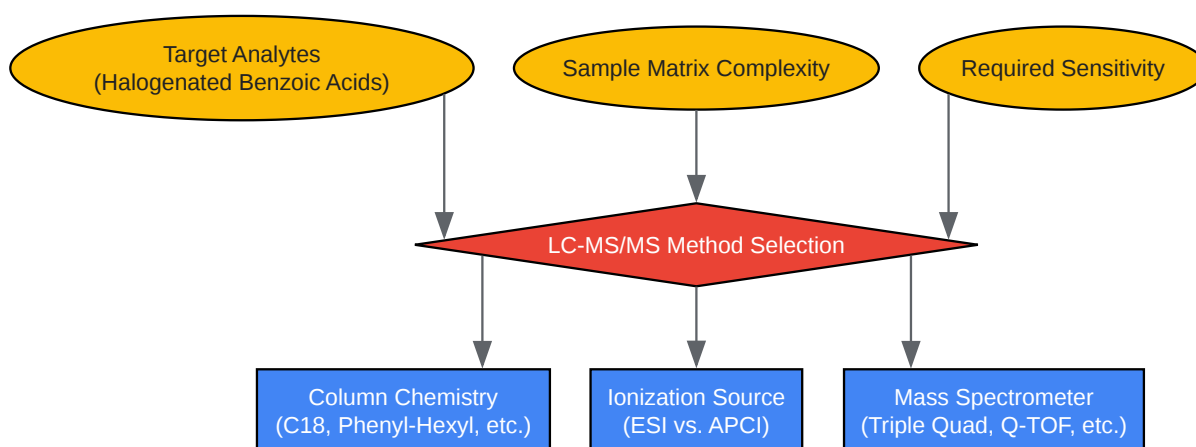 Target Analytes
(Halogenated Benzoic Acids)
Sample Matrix Complexity
Required Sensitivity
LC-MS/MS Method Selection
Column Chemistry
(C18, Phenyl-Hexyl, etc.)
Ionization Source
(ESI vs. APCI)
Mass Spectrometer
(Triple Quad, Q-TOF, etc.)